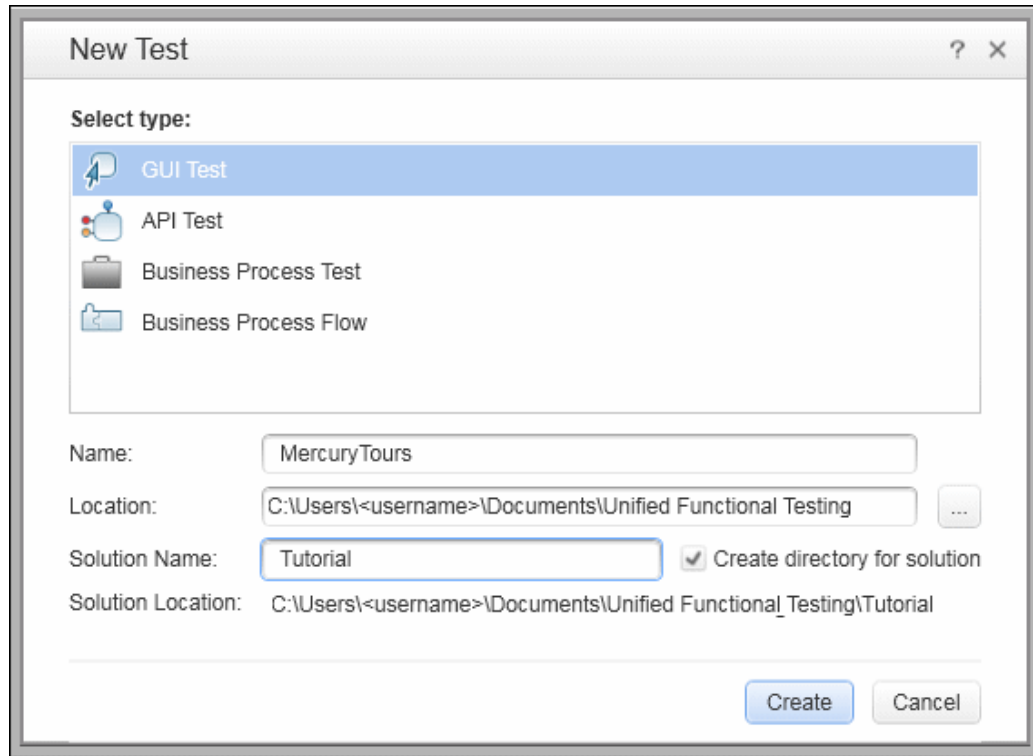 New Test ? ×
Select type:
GUI Test
API Test
Business Process Test
Business Process Flow
Name: MercuryTours
Location: C:\Users\<username>\Documents\Unified Functional Testing ...
Solution Name: Tutorial Create directory for solution
Solution Location: C:\Users\<username>\Documents\Unified Functional Testing\Tutorial
Create Cancel